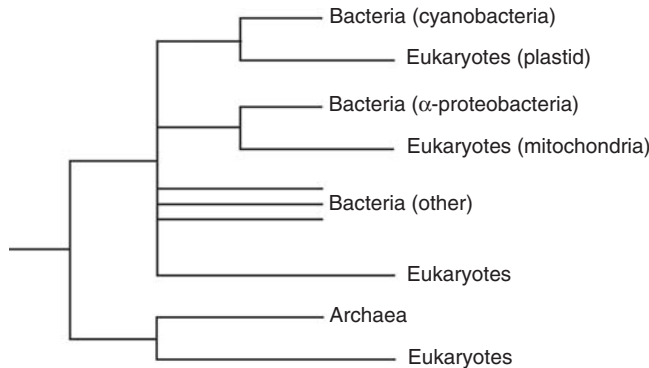 Bacteria (cyanobacteria)
Eukaryotes (plastid)
Bacteria (α-proteobacteria)
Eukaryotes (mitochondria)
Bacteria (other)
Eukaryotes
Archaea
Eukaryotes